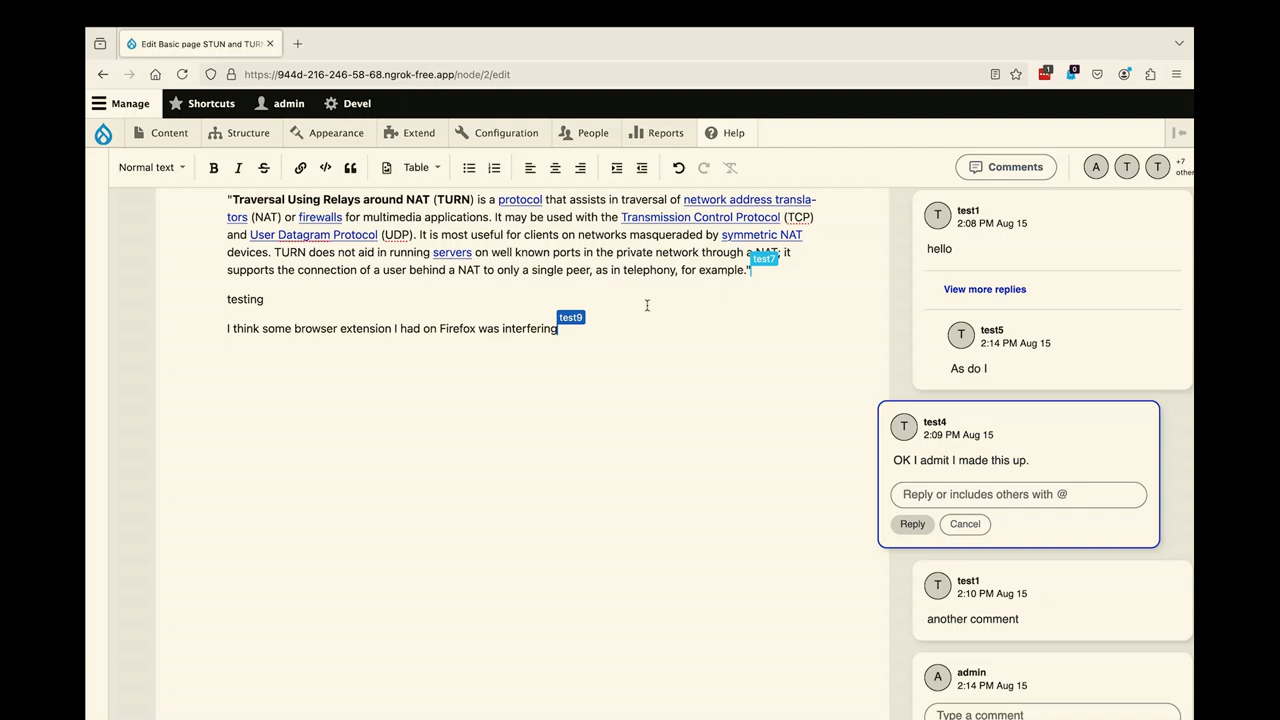 Edit Basic page STUN and TUR
https://944d-216-246-58-68.ngrok-free.app/node/2/edit
1
0
Manage
Shortcuts
admin
Devel
Content
Structure
Appearance
Extend
Configuration
People
Reports
Help
Normal text
B
I
S
Table
Comments
A
T
T
+7
other
"Traversal Using Relays around NAT (TURN) is a protocol that assists in traversal of network address transla-
tors (NAT) or firewalls for multimedia applications. It may be used with the Transmission Control Protocol (TCP)
and User Datagram Protocol (UDP). It is most useful for clients on networks masqueraded by symmetric NAT
devices. TURN does not aid in running servers on well known ports in the private network through a NAT; it
test7
supports the connection of a user behind a NAT to only a single peer, as in telephony, for example."
testing
test9
I think some browser extension I had on Firefox was interfering
T
test1
2:08 PM Aug 15
hello
View more replies
T
test5
2:14 PM Aug 15
As do I
T
test4
2:09 PM Aug 15
OK I admit I made this up.
Reply or includes others with @
Reply
Cancel
T
test1
2:10 PM Aug 15
another comment
A
admin
2:14 PM Aug 15
Type a comment